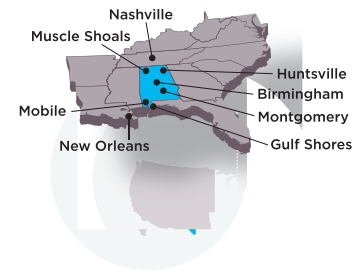 Nashville
Muscle Shoals
Huntsville
Birmingham
Mobile
Montgomery
Gulf Shores
New Orleans